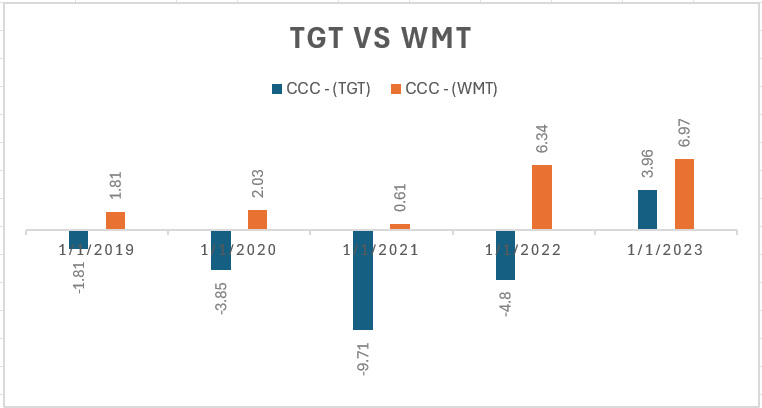 TGT VS WMT
CCC - (TGT) CCC - (WMT)
1.81 2.03 0.61 6.34 3.96 6.97
1/1/2019 1/1/2020 1/1/2021 1/1/2022 1/1/2023
-1.81 -3.85 -9.71 -4.8